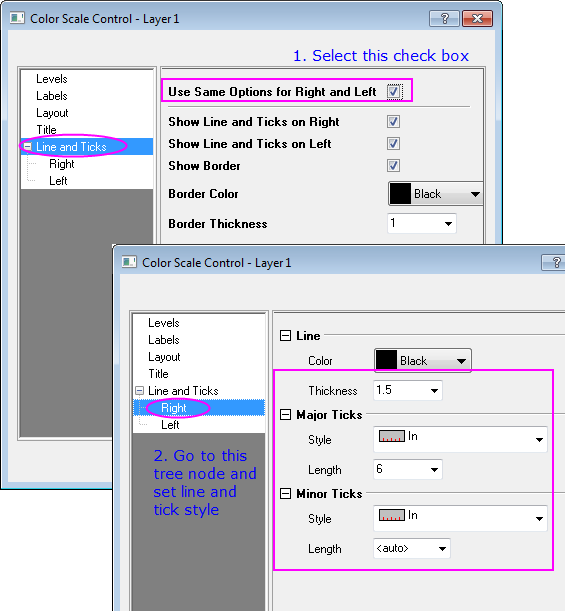 Color Scale Control - Layer1
1. Select this check box
Levels
Labels
Layout
Title
Line and Ticks
Right
Left
Use Same Options for Right and Left
Show Line and Ticks on Right
Show Line and Ticks on Left
Show Border
Border Color Black
Border Thickness 1
Color Scale Control - Layer1
Levels
Labels
Layout
Title
Line and Ticks
Right
Left
2. Go to this
tree node and
set line and
tick style
Line
Color Black
Thickness 1.5
Major Ticks
Style In
Length 6
Minor Ticks
Style In
Length <auto>